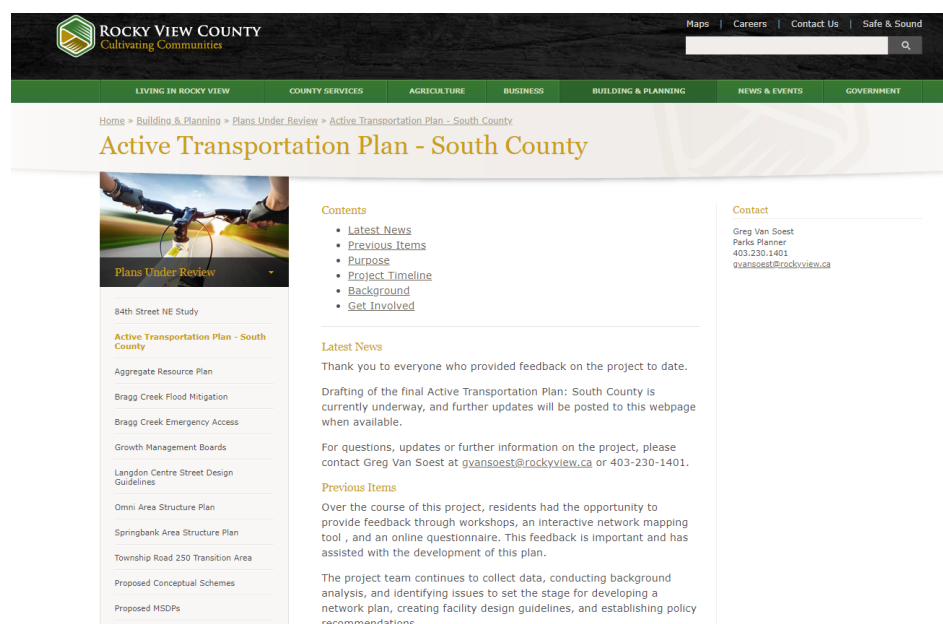 ROCKY VIEW COUNTY
Cultivating Communities
Maps | Careers | Contact Us | Safe & Sound
LIVING IN ROCKY VIEW COUNTY SERVICES AGRICULTURE BUSINESS BUILDING & PLANNING NEWS & EVENTS GOVERNMENT
Home » Building & Planning » Plans Under Review » Active Transportation Plan - South County
Active Transportation Plan - South County
Plans Under Review
84th Street NE Study
Active Transportation Plan - South
County
Aggregate Resource Plan
Bragg Creek Flood Mitigation
Bragg Creek Emergency Access
Growth Management Boards
Langdon Centre Street Design
Guidelines
Omni Area Structure Plan
Springbank Area Structure Plan
Township Road 250 Transition Area
Proposed Conceptual Schemes
Proposed MSDPs
Contents
• Latest News
• Previous Items
• Purpose
• Project Timeline
• Background
• Get Involved
Latest News
Thank you to everyone who provided feedback on the project to date.
Drafting of the final Active Transportation Plan: South County is
currently underway, and further updates will be posted to this webpage
when available.
For questions, updates or further information on the project, please
contact Greg Van Soest at gvansoest@rockyview.ca or 403-230-1401.
Previous Items
Over the course of this project, residents had the opportunity to
provide feedback through workshops, an interactive network mapping
tool , and an online questionnaire. This feedback is important and has
assisted with the development of this plan.
The project team continues to collect data, conducting background
analysis, and identifying issues to set the stage for developing a
network plan, creating facility design guidelines, and establishing policy
recommendations.
Contact
Greg Van Soest
Parks Planner
403.230.1401
gvansoest@rockyview.ca